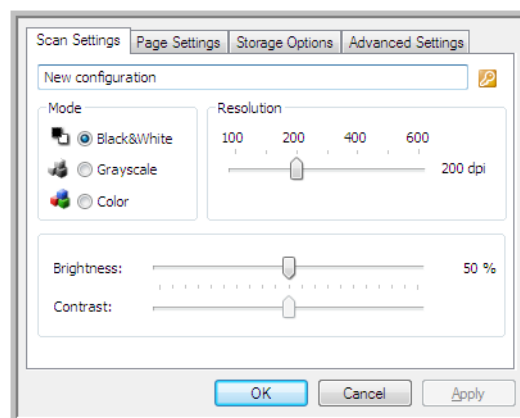 Scan Settings Page Settings Storage Options Advanced Settings
New configuration
Mode
Black&White
Grayscale
Color
Resolution
100 200 400 600
200 dpi
Brightness: 50 %
Contrast:
OK Cancel Apply